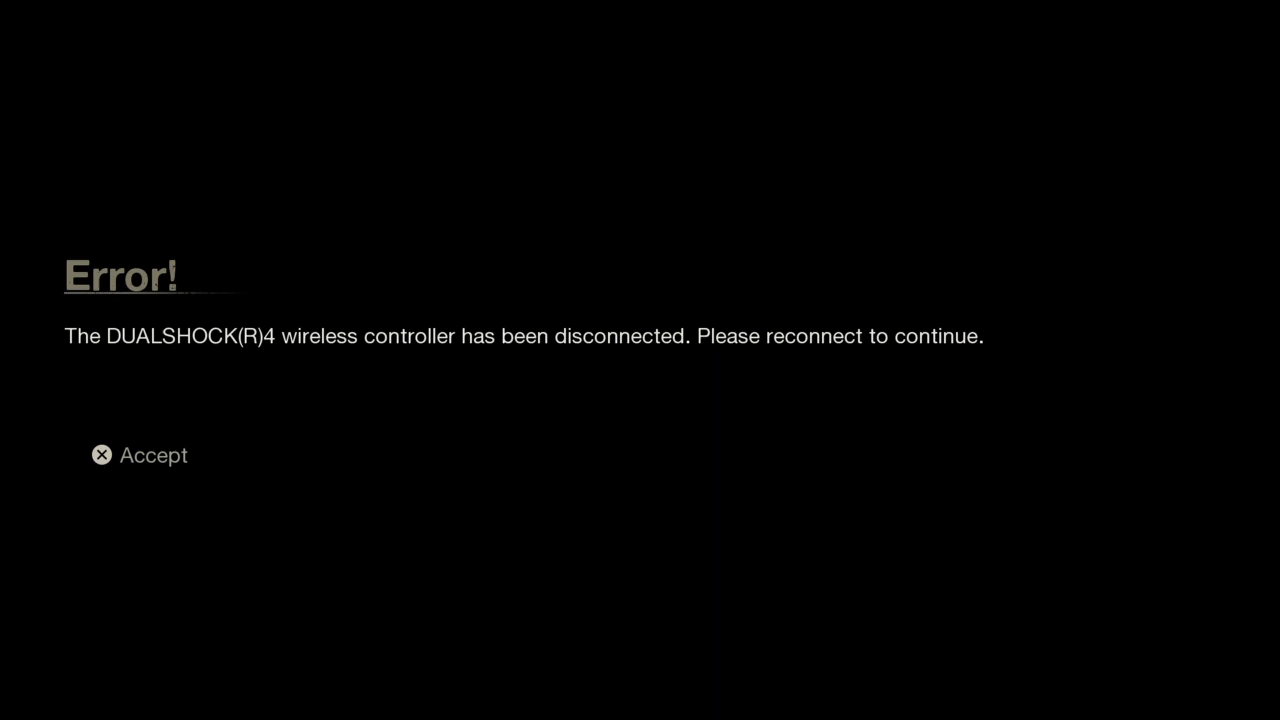 Error!
The DUALSHOCK(R)4 wireless controller has been disconnected. Please reconnect to continue.
Accept